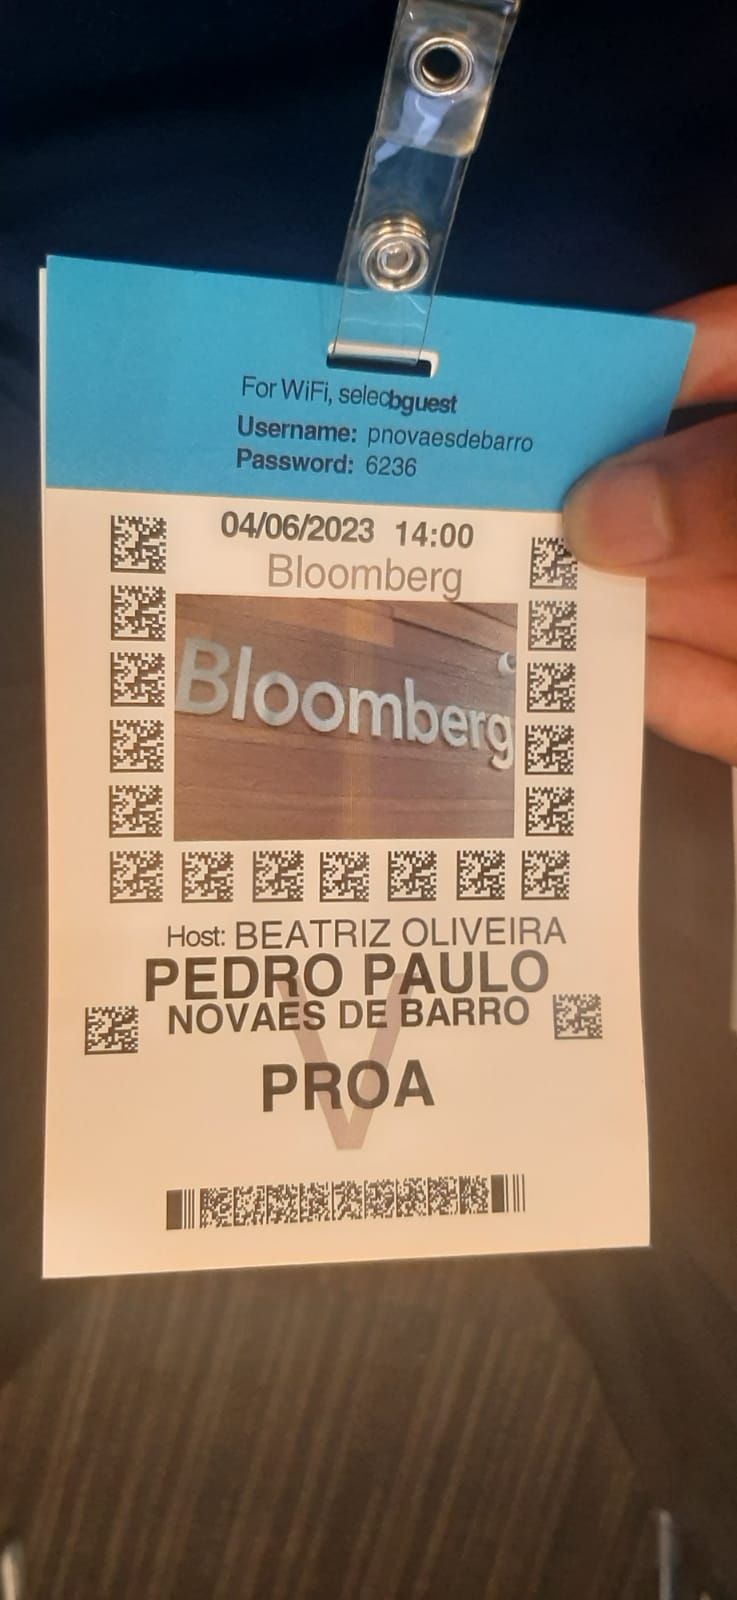 For WiFi, selecbguest
Username: pnovaesdebarro
Password: 6236
04/06/2023 14:00
Bloomberg
Bloomberg
Host: BEATRIZ OLIVEIRA
PEDRO PAULO
NOVAES DE BARRO
V
PROA